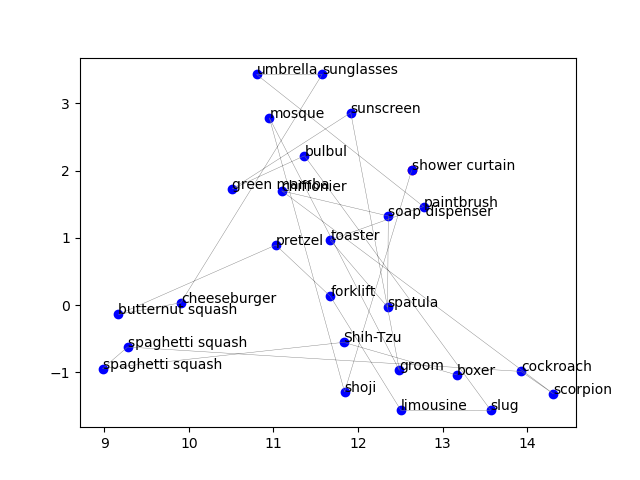 umbrella
sunglasses
mosque
sunscreen
bulbul
shower curtain
green mamba
chiffonier
paintbrush
soap dispenser
toaster
pretzel
forklift
cheeseburger
butternut squash
spatula
spaghetti squash
Shih-Tzu
spaghetti squash
groom
boxer
cockroach
shoji
scorpion
limousine
slug
3
2
1
0
−1
9
10
11
12
13
14